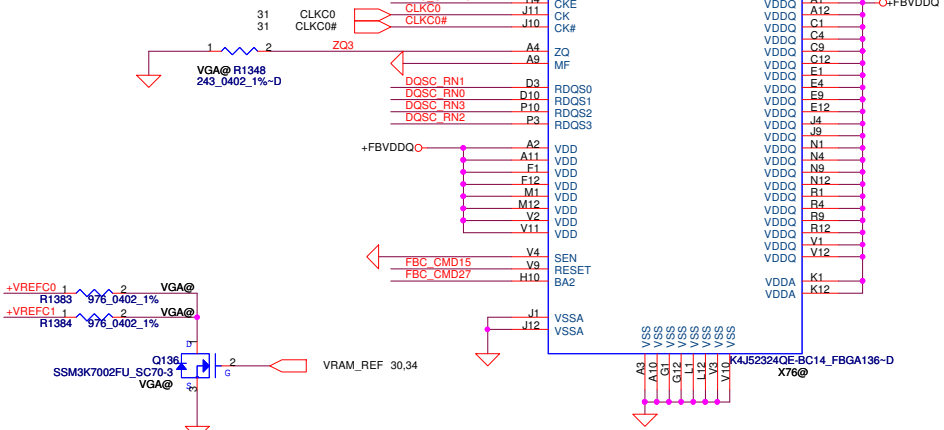 H4 CKE VDDQ A1 +FBVDDQ
31 CLKC0 CLKC0 J11 CK VDDQ A12
31 CLKC0# CLKC0# J10 CK# VDDQ C1
VDDQ C4
1 2 ZQ3 A4 ZQ VDDQ C9
A9 MF VDDQ C12
VGA@ R1348 VDDQ E1
243_0402_1%~D
DQSC_RN1 D3 RDQS0 VDDQ E4
DQSC_RN0 D10 RDQS1 VDDQ E9
DQSC_RN3 P10 RDQS2 VDDQ E12
DQSC_RN2 P3 RDQS3 VDDQ J4
VDDQ J9
+FBVDDQ A2 VDD VDDQ N1
A11 VDD VDDQ N4
F1 VDD VDDQ N9
F12 VDD VDDQ N12
M1 VDD VDDQ R1
M12 VDD VDDQ R4
V2 VDD VDDQ R9
V11 VDD VDDQ R12
VDDQ V1
V4 SEN VDDQ V12
FBC_CMD15 V9 RESET
FBC_CMD27 H10 BA2 VDDA K1
VDDA K12
+VREFC0 1 2 VGA@
R1383 976_0402_1%
+VREFC1 1 2 VGA@
R1384 976_0402_1%
J1 VSSA
J12 VSSA
VSS VSS VSS VSS VSS VSS VSS VSS
A3 A10 G1 G12 L1 L12 V3 V10
K4J52324QE-BC14_FBGA136~D
X76@
D
Q136
SSM3K7002FU_SC70-3
VGA@
2
G
S
3
VRAM_REF 30,34